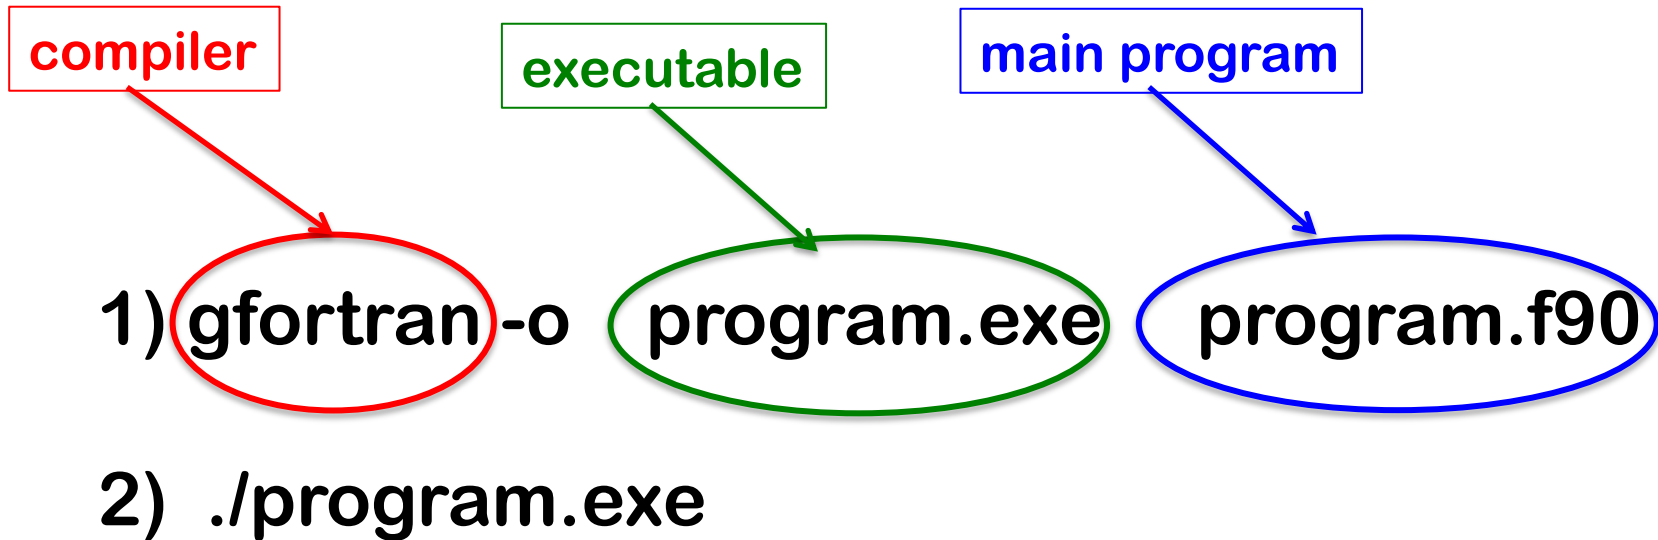 compiler
executable
main program
1) gfortran -o program.exe program.f90
2) ./program.exe